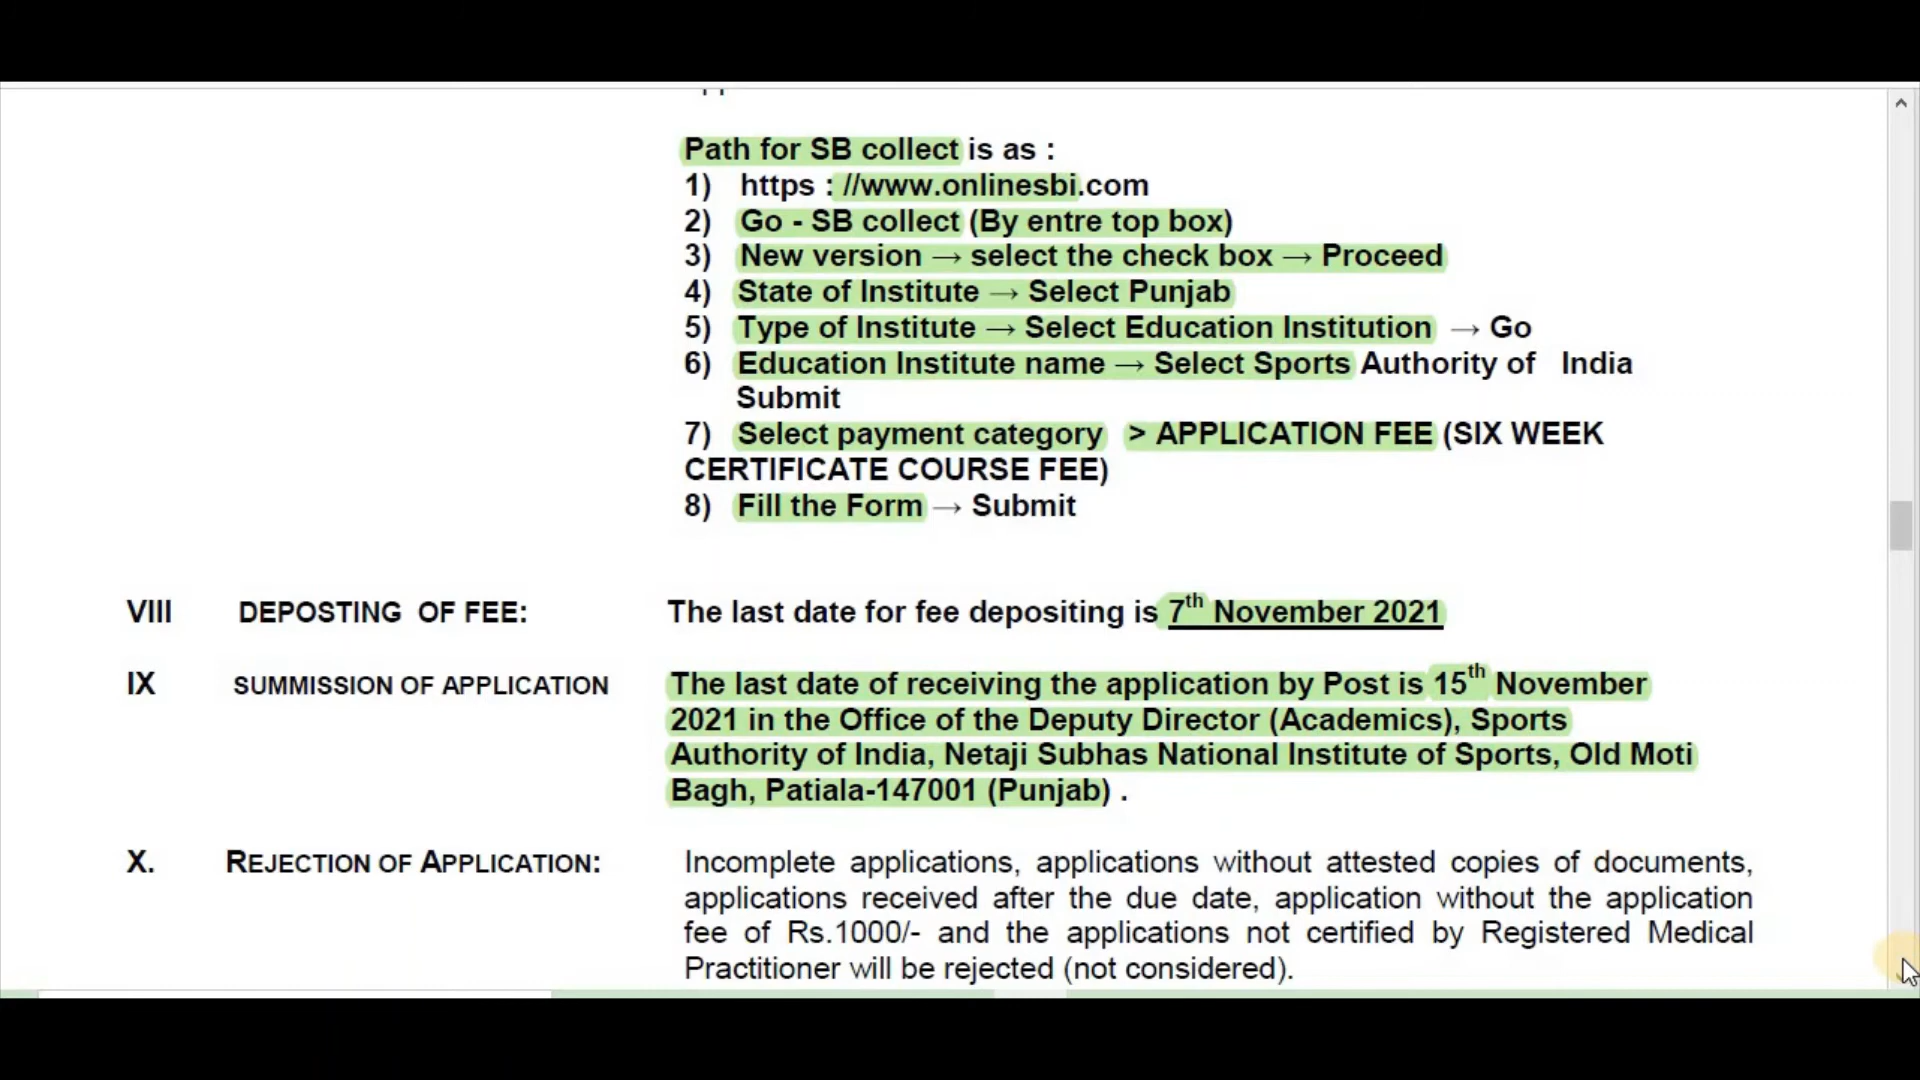 Path for SB collect is as :
1) https : //www.onlinesbi.com
2) Go - SB collect (By entre top box)
3) New version → select the check box → Proceed
4) State of Institute → Select Punjab
5) Type of Institute → Select Education Institution → Go
6) Education Institute name → Select Sports Authority of India
Submit
7) Select payment category > APPLICATION FEE (SIX WEEK
CERTIFICATE COURSE FEE)
8) Fill the Form → Submit
VIII DEPOSTING OF FEE: The last date for fee depositing is 7th November 2021
IX SUMMISSION OF APPLICATION The last date of receiving the application by Post is 15th November
2021 in the Office of the Deputy Director (Academics), Sports
Authority of India, Netaji Subhas National Institute of Sports, Old Moti
Bagh, Patiala-147001 (Punjab) .
X. REJECTION OF APPLICATION: Incomplete applications, applications without attested copies of documents,
applications received after the due date, application without the application
fee of Rs.1000/- and the applications not certified by Registered Medical
Practitioner will be rejected (not considered).